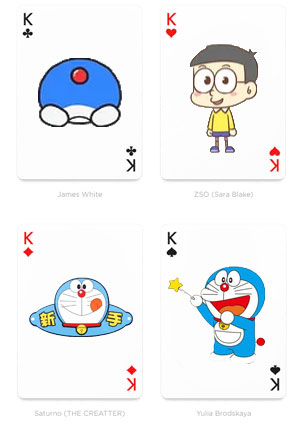 K
K
K
K
James White
ZSO (Sara Blake)
K
K
新手
K
K
Saturno (THE CREATTER)
Yulia Brodskaya